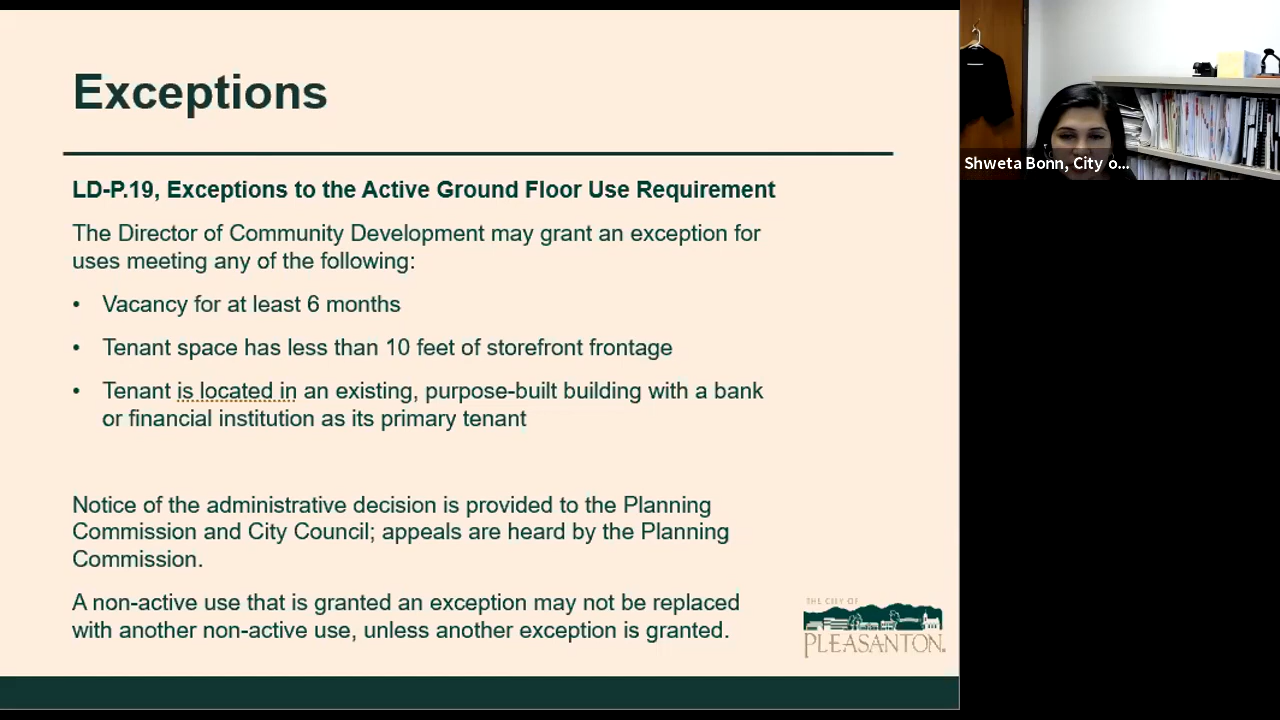 Exceptions
LD-P.19, Exceptions to the Active Ground Floor Use Requirement
The Director of Community Development may grant an exception for
uses meeting any of the following:
• Vacancy for at least 6 months
• Tenant space has less than 10 feet of storefront frontage
• Tenant is located in an existing, purpose-built building with a bank
or financial institution as its primary tenant
Notice of the administrative decision is provided to the Planning
Commission and City Council; appeals are heard by the Planning
Commission.
A non-active use that is granted an exception may not be replaced
with another non-active use, unless another exception is granted.
THE CITY OF
PLEASANTON.
Shweta Bonn, City o...